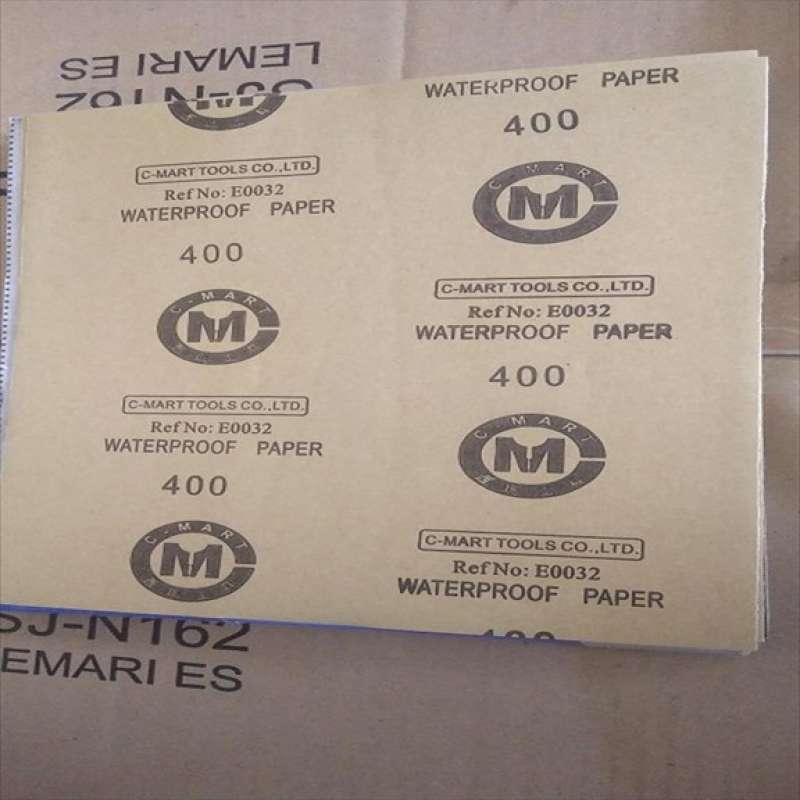 LEMARI ES
SJ-N162
WATERPROOF PAPER
400
C-MART
M
C-MART TOOLS CO.,LTD.
Ref No: E0032
WATERPROOF PAPER
400
C-MART
M
C-MART TOOLS CO.,LTD.
Ref No: E0032
WATERPROOF PAPER
400
M
C-MART TOOLS CO.,LTD.
Ref No: E0032
WATERPROOF PAPER
400
C-MART
M
C-MART TOOLS CO.,LTD.
Ref No: E0032
WATERPROOF PAPER
400
C-MART
M
SJ-N162
LEMARI ES